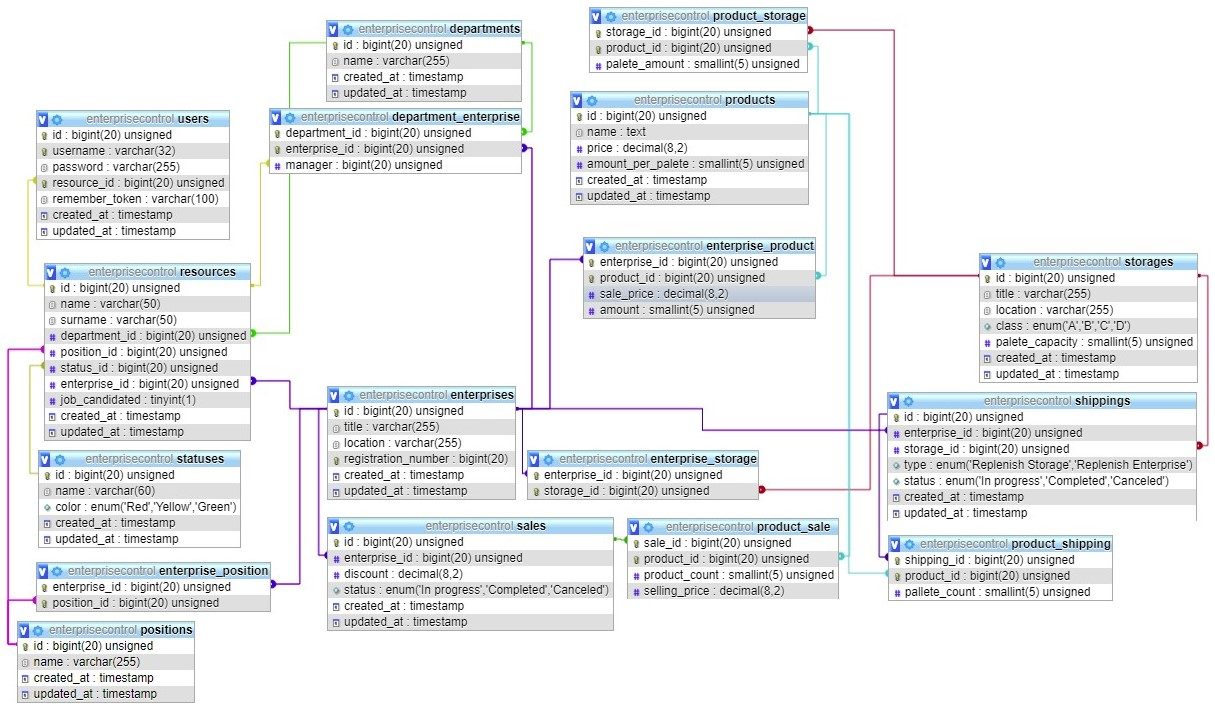 enterprisecontrol departments
id : bigint(20) unsigned
name : varchar(255)
created_at : timestamp
updated_at : timestamp
enterprisecontrol product_storage
storage_id : bigint(20) unsigned
product_id : bigint(20) unsigned
palete_amount : smallint(5) unsigned
enterprisecontrol users
id : bigint(20) unsigned
username : varchar(32)
password : varchar(255)
resource_id : bigint(20) unsigned
remember_token : varchar(100)
created_at : timestamp
updated_at : timestamp
enterprisecontrol department_enterprise
department_id : bigint(20) unsigned
enterprise_id : bigint(20) unsigned
manager : bigint(20) unsigned
enterprisecontrol products
id : bigint(20) unsigned
name : text
price : decimal(8,2)
amount_per_palete : smallint(5) unsigned
created_at : timestamp
updated_at : timestamp
enterprisecontrol resources
id : bigint(20) unsigned
name : varchar(50)
surname : varchar(50)
department_id : bigint(20) unsigned
position_id : bigint(20) unsigned
status_id : bigint(20) unsigned
enterprise_id : bigint(20) unsigned
job_candidated : tinyint(1)
created_at : timestamp
updated_at : timestamp
enterprisecontrol enterprise_product
enterprise_id : bigint(20) unsigned
product_id : bigint(20) unsigned
sale_price : decimal(8,2)
amount : smallint(5) unsigned
enterprisecontrol storages
id : bigint(20) unsigned
title : varchar(255)
location : varchar(255)
class : enum('A','B','C','D')
palete_capacity : smallint(5) unsigned
created_at : timestamp
updated_at : timestamp
enterprisecontrol enterprises
id : bigint(20) unsigned
title : varchar(255)
location : varchar(255)
registration_number : bigint(20)
created_at : timestamp
updated_at : timestamp
enterprisecontrol shippings
id : bigint(20) unsigned
enterprise_id : bigint(20) unsigned
storage_id : bigint(20) unsigned
type : enum('Replenish Storage','Replenish Enterprise')
status : enum('In progress','Completed','Canceled')
created_at : timestamp
updated_at : timestamp
enterprisecontrol statuses
id : bigint(20) unsigned
name : varchar(60)
color : enum('Red','Yellow','Green')
created_at : timestamp
updated_at : timestamp
enterprisecontrol enterprise_storage
enterprise_id : bigint(20) unsigned
storage_id : bigint(20) unsigned
enterprisecontrol sales
id : bigint(20) unsigned
enterprise_id : bigint(20) unsigned
discount : decimal(8,2)
status : enum('In progress','Completed','Canceled')
created_at : timestamp
updated_at : timestamp
enterprisecontrol product_sale
sale_id : bigint(20) unsigned
product_id : bigint(20) unsigned
product_count : smallint(5) unsigned
selling_price : decimal(8,2)
enterprisecontrol product_shipping
shipping_id : bigint(20) unsigned
product_id : bigint(20) unsigned
pallete_count : smallint(5) unsigned
enterprisecontrol enterprise_position
enterprise_id : bigint(20) unsigned
position_id : bigint(20) unsigned
enterprisecontrol positions
id : bigint(20) unsigned
name : varchar(255)
created_at : timestamp
updated_at : timestamp